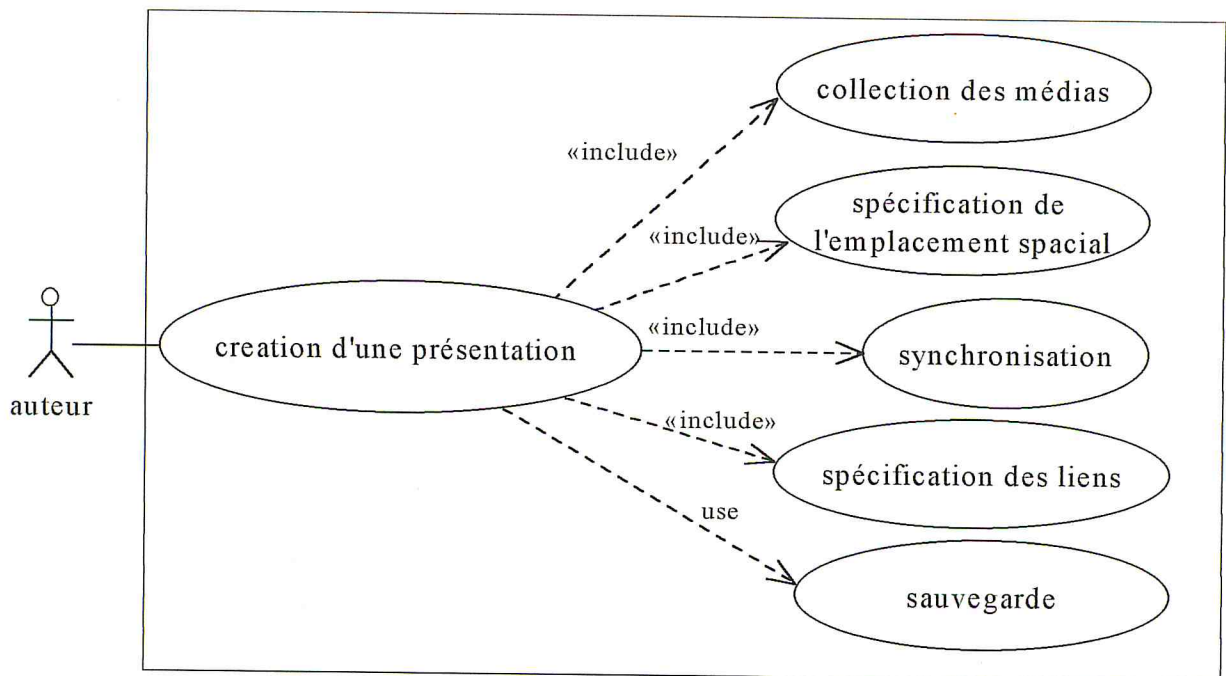 collection des médias
«include»
spécification de
l'emplacement spacial
«include»
«include»
synchronisation
creation d'une présentation
auteur
«include»
spécification des liens
use
sauvegarde